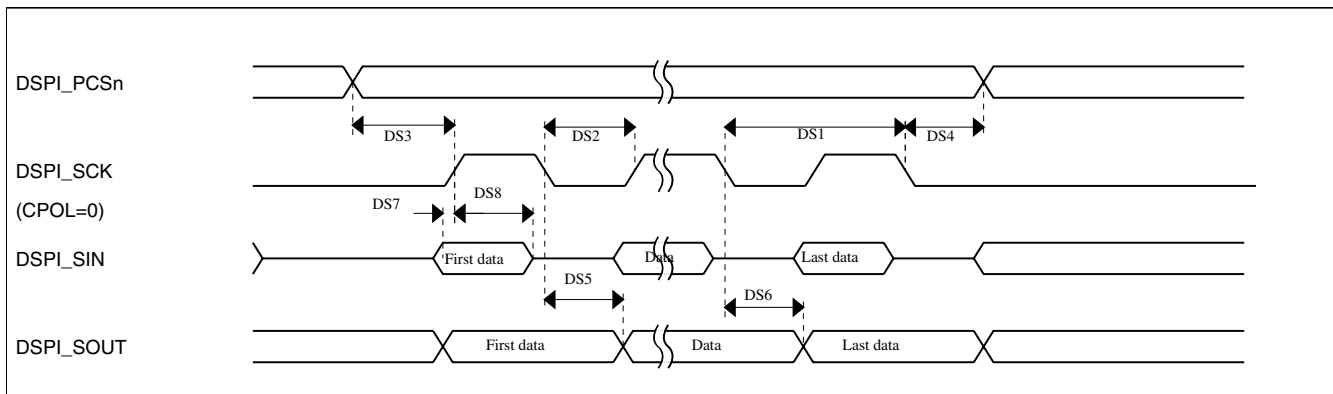 DSPI_PCSn
DS3
DS2
DS1
DS4
DSPI_SCK
(CPOL=0)
DS7
DS8
DSPI_SIN
First data
Data
Last data
DS5
DS6
DSPI_SOUT
First data
Data
Last data